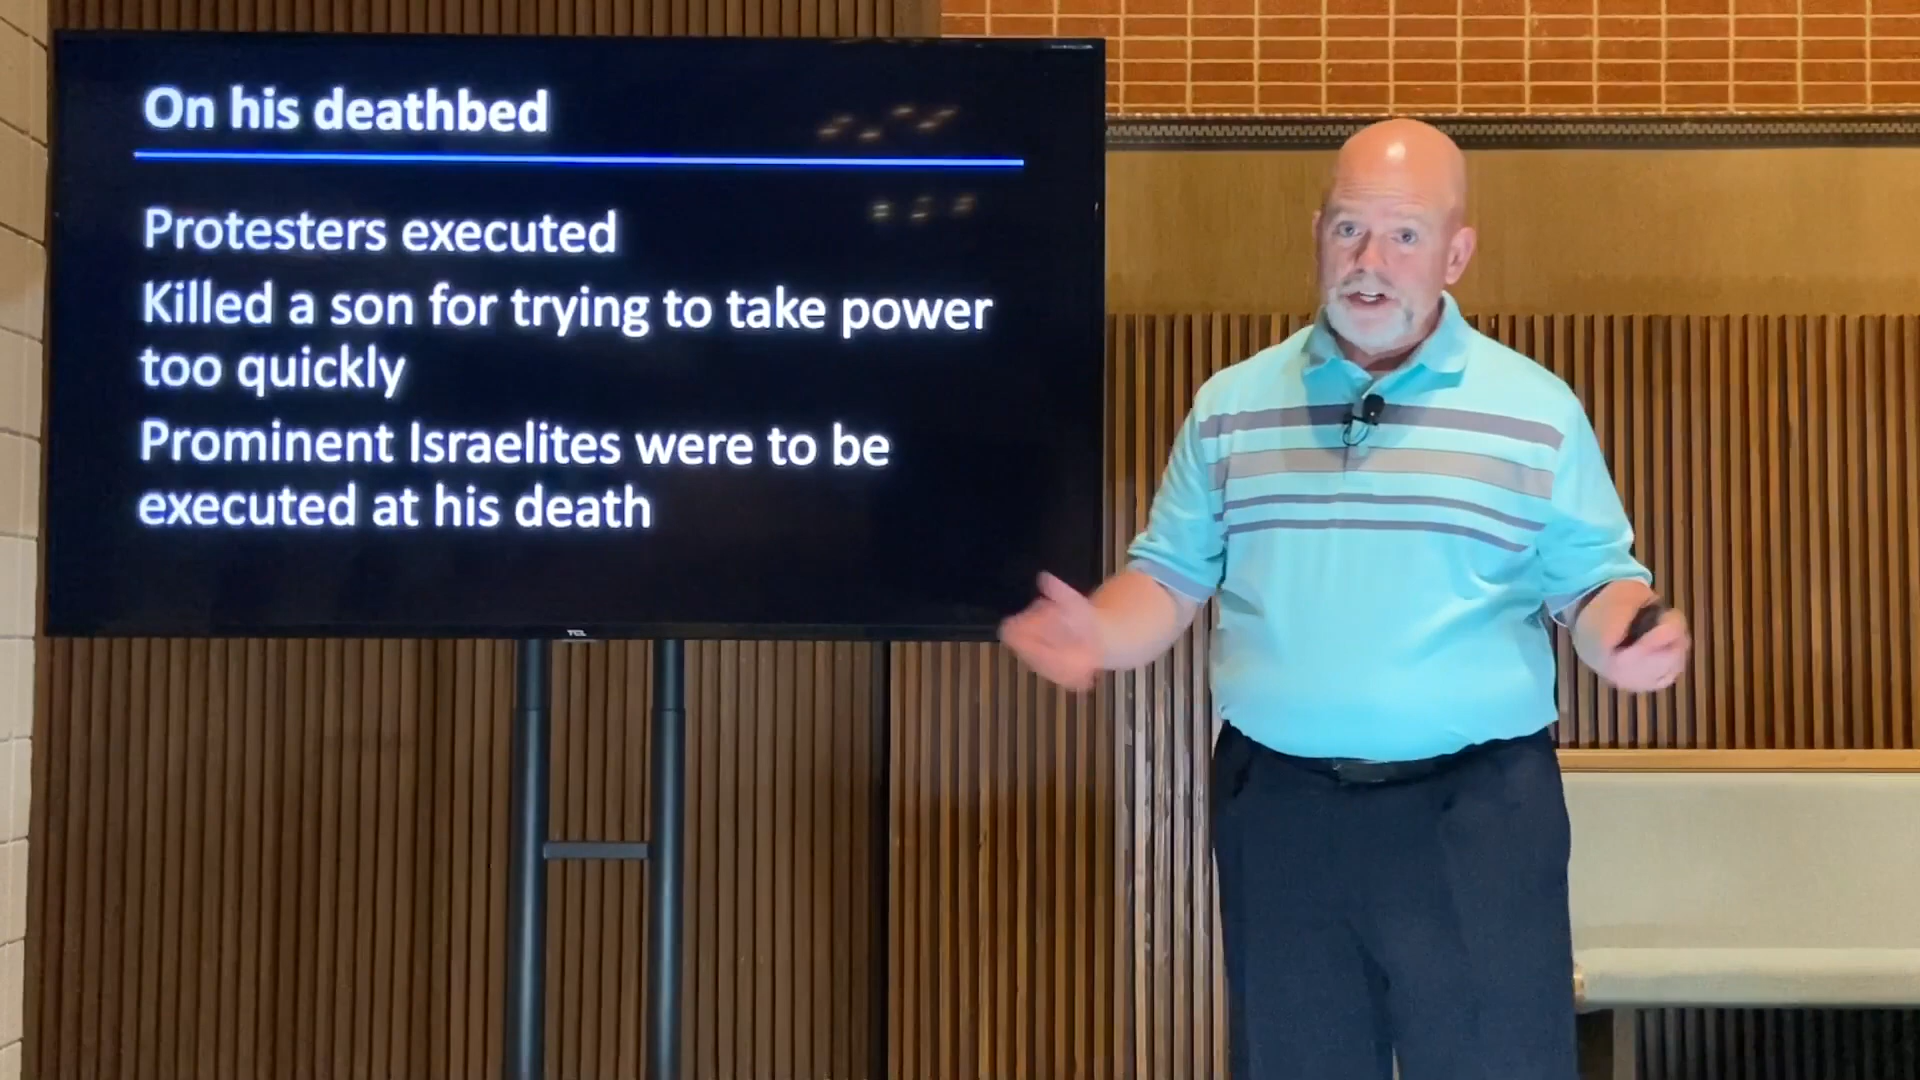 On his deathbed
Protesters executed
Killed a son for trying to take power
too quickly
Prominent Israelites were to be
executed at his death
TCL